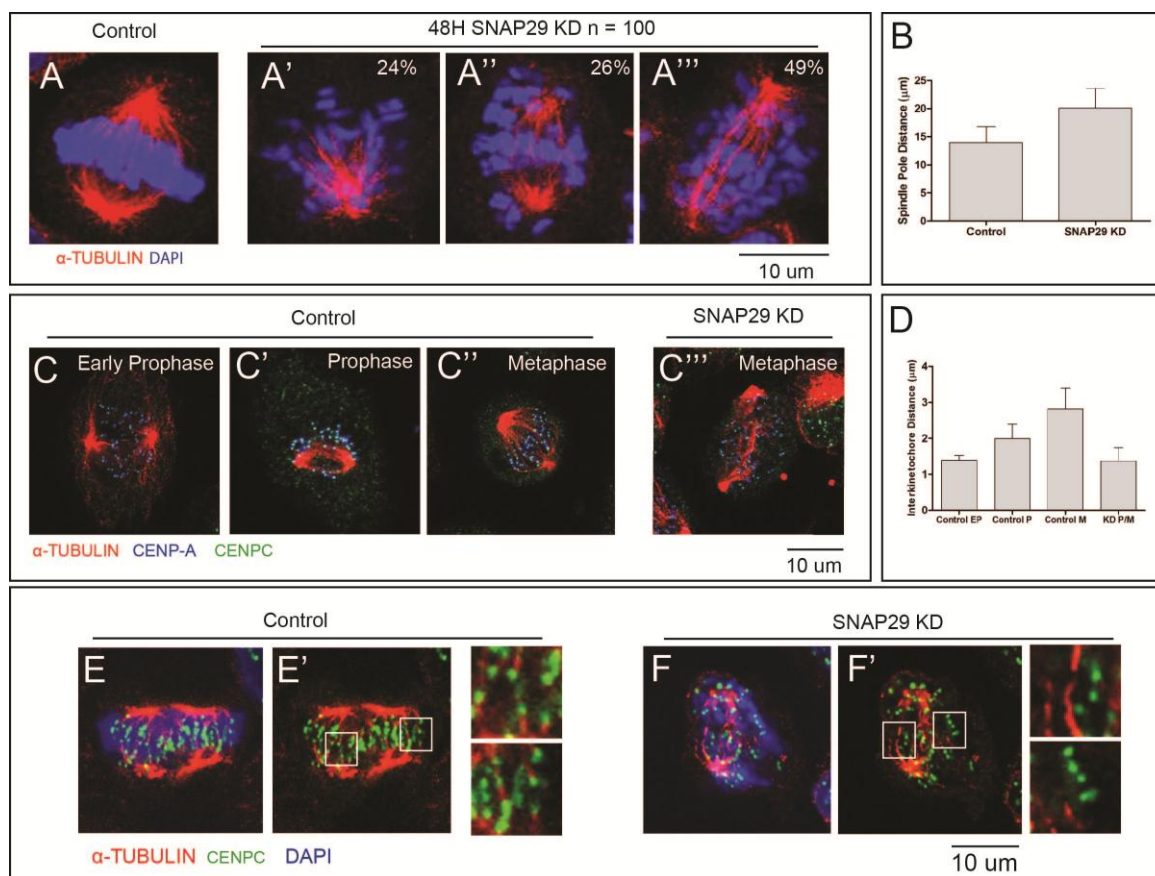 Control
48H SNAP29 KD n = 100
A
A'
24%
A''
26%
A'''
49%
α-TUBULIN DAPI
10 um
B
Spindle Pole Distance (μm)
25
20
15
10
5
0
Control
SNAP29 KD
Control
SNAP29 KD
C
Early Prophase
C'
Prophase
C''
Metaphase
C'''
Metaphase
α-TUBULIN CENP-A CENPC
10 um
D
Interkinetochore Distance (μm)
4
3
2
1
0
Control EP
Control P
Control M
KD P/M
Control
SNAP29 KD
E
E'
F
F'
α-TUBULIN CENPC DAPI
10 um